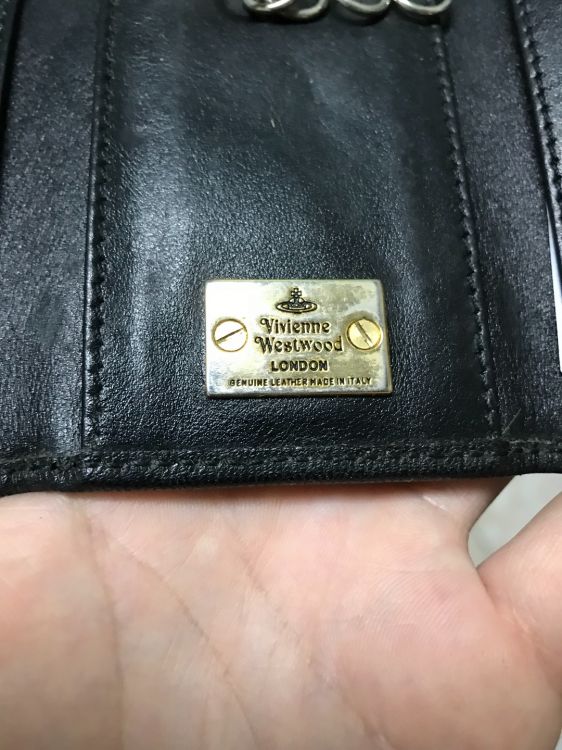 Vivienne
Westwood
LONDON
GENUINE LEATHER MADE IN ITALY